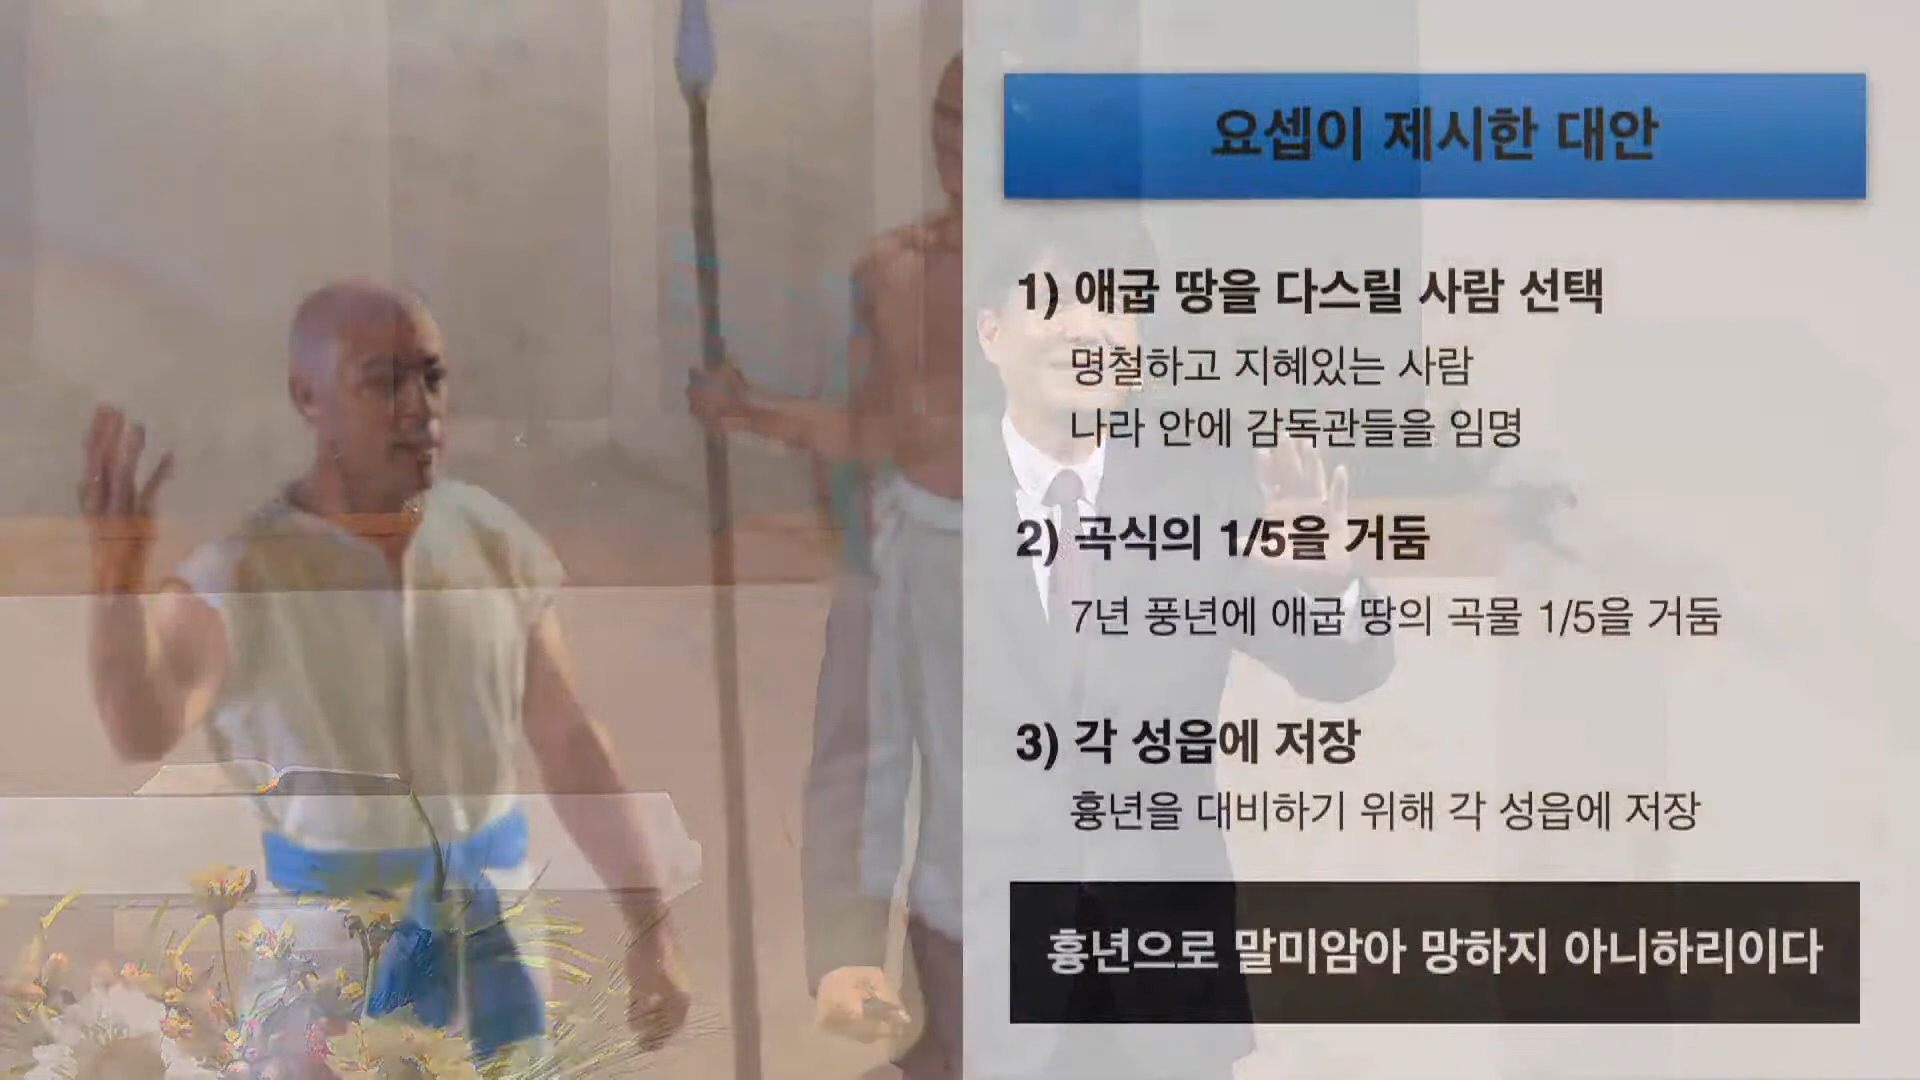 요셉이 제시한 대안
1) 애굽 땅을 다스릴 사람 선택
명철하고 지혜있는 사람
나라 안에 감독관들을 임명
2) 곡식의 1/5을 거둠
7년 풍년에 애굽 땅의 곡물 1/5을 거둠
3) 각 성읍에 저장
흉년을 대비하기 위해 각 성읍에 저장
흉년으로 말미암아 망하지 아니하리이다